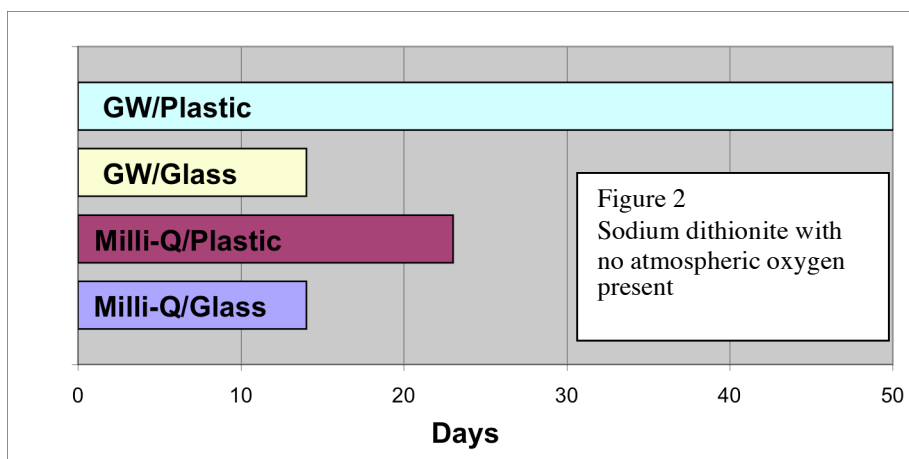 GW/Plastic
GW/Glass
Milli-Q/Plastic
Milli-Q/Glass
Figure 2
Sodium dithionite with
no atmospheric oxygen
present
0 10 20 30 40 50
Days